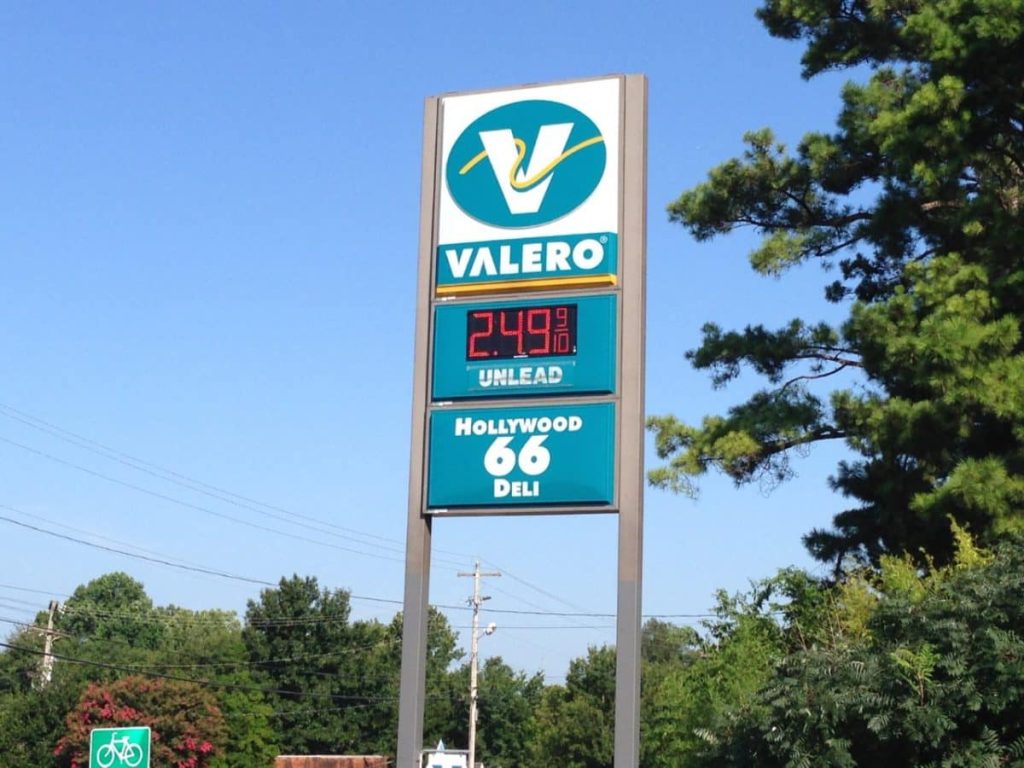 V
VALERO®
2.49 9/10
UNLEAD
HOLLYWOOD
66
DELI